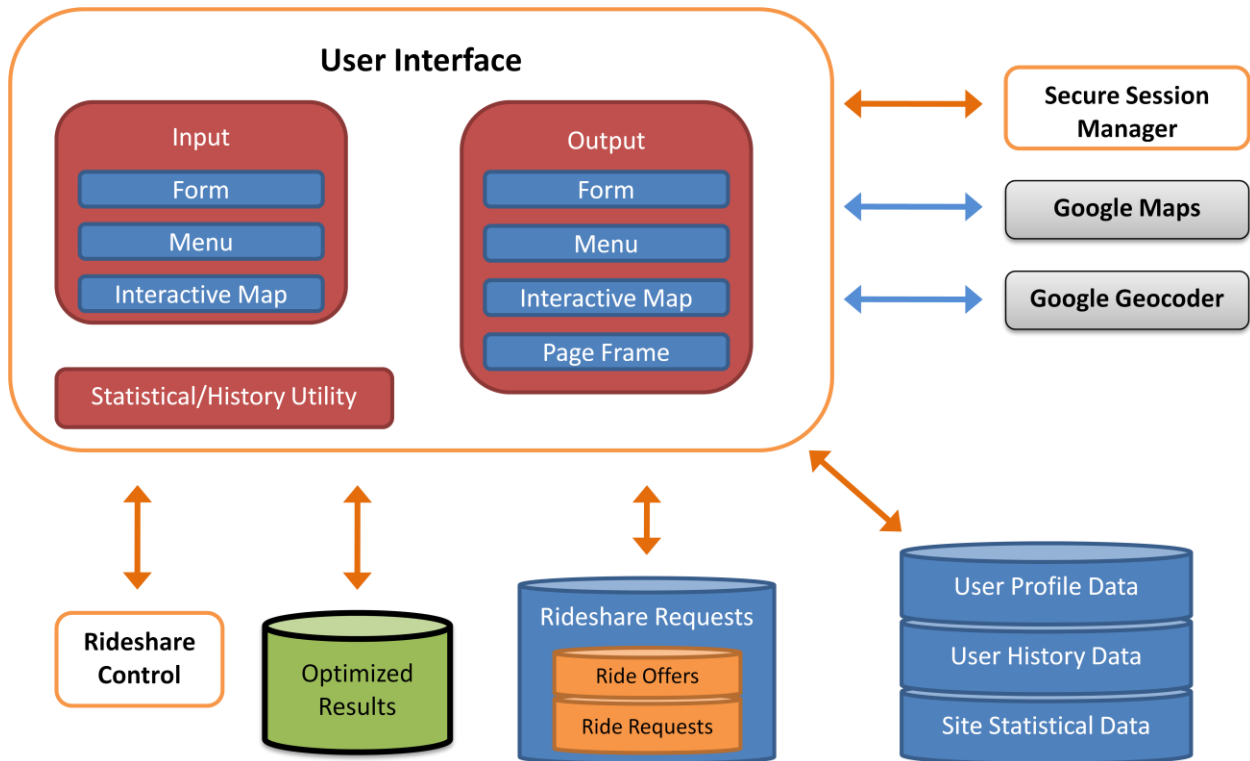 User Interface
Input
Form
Menu
Interactive Map
Statistical/History Utility
Output
Form
Menu
Interactive Map
Page Frame
Secure Session
Manager
Google Maps
Google Geocoder
Rideshare
Control
Optimized
Results
Rideshare Requests
Ride Offers
Ride Requests
User Profile Data
User History Data
Site Statistical Data